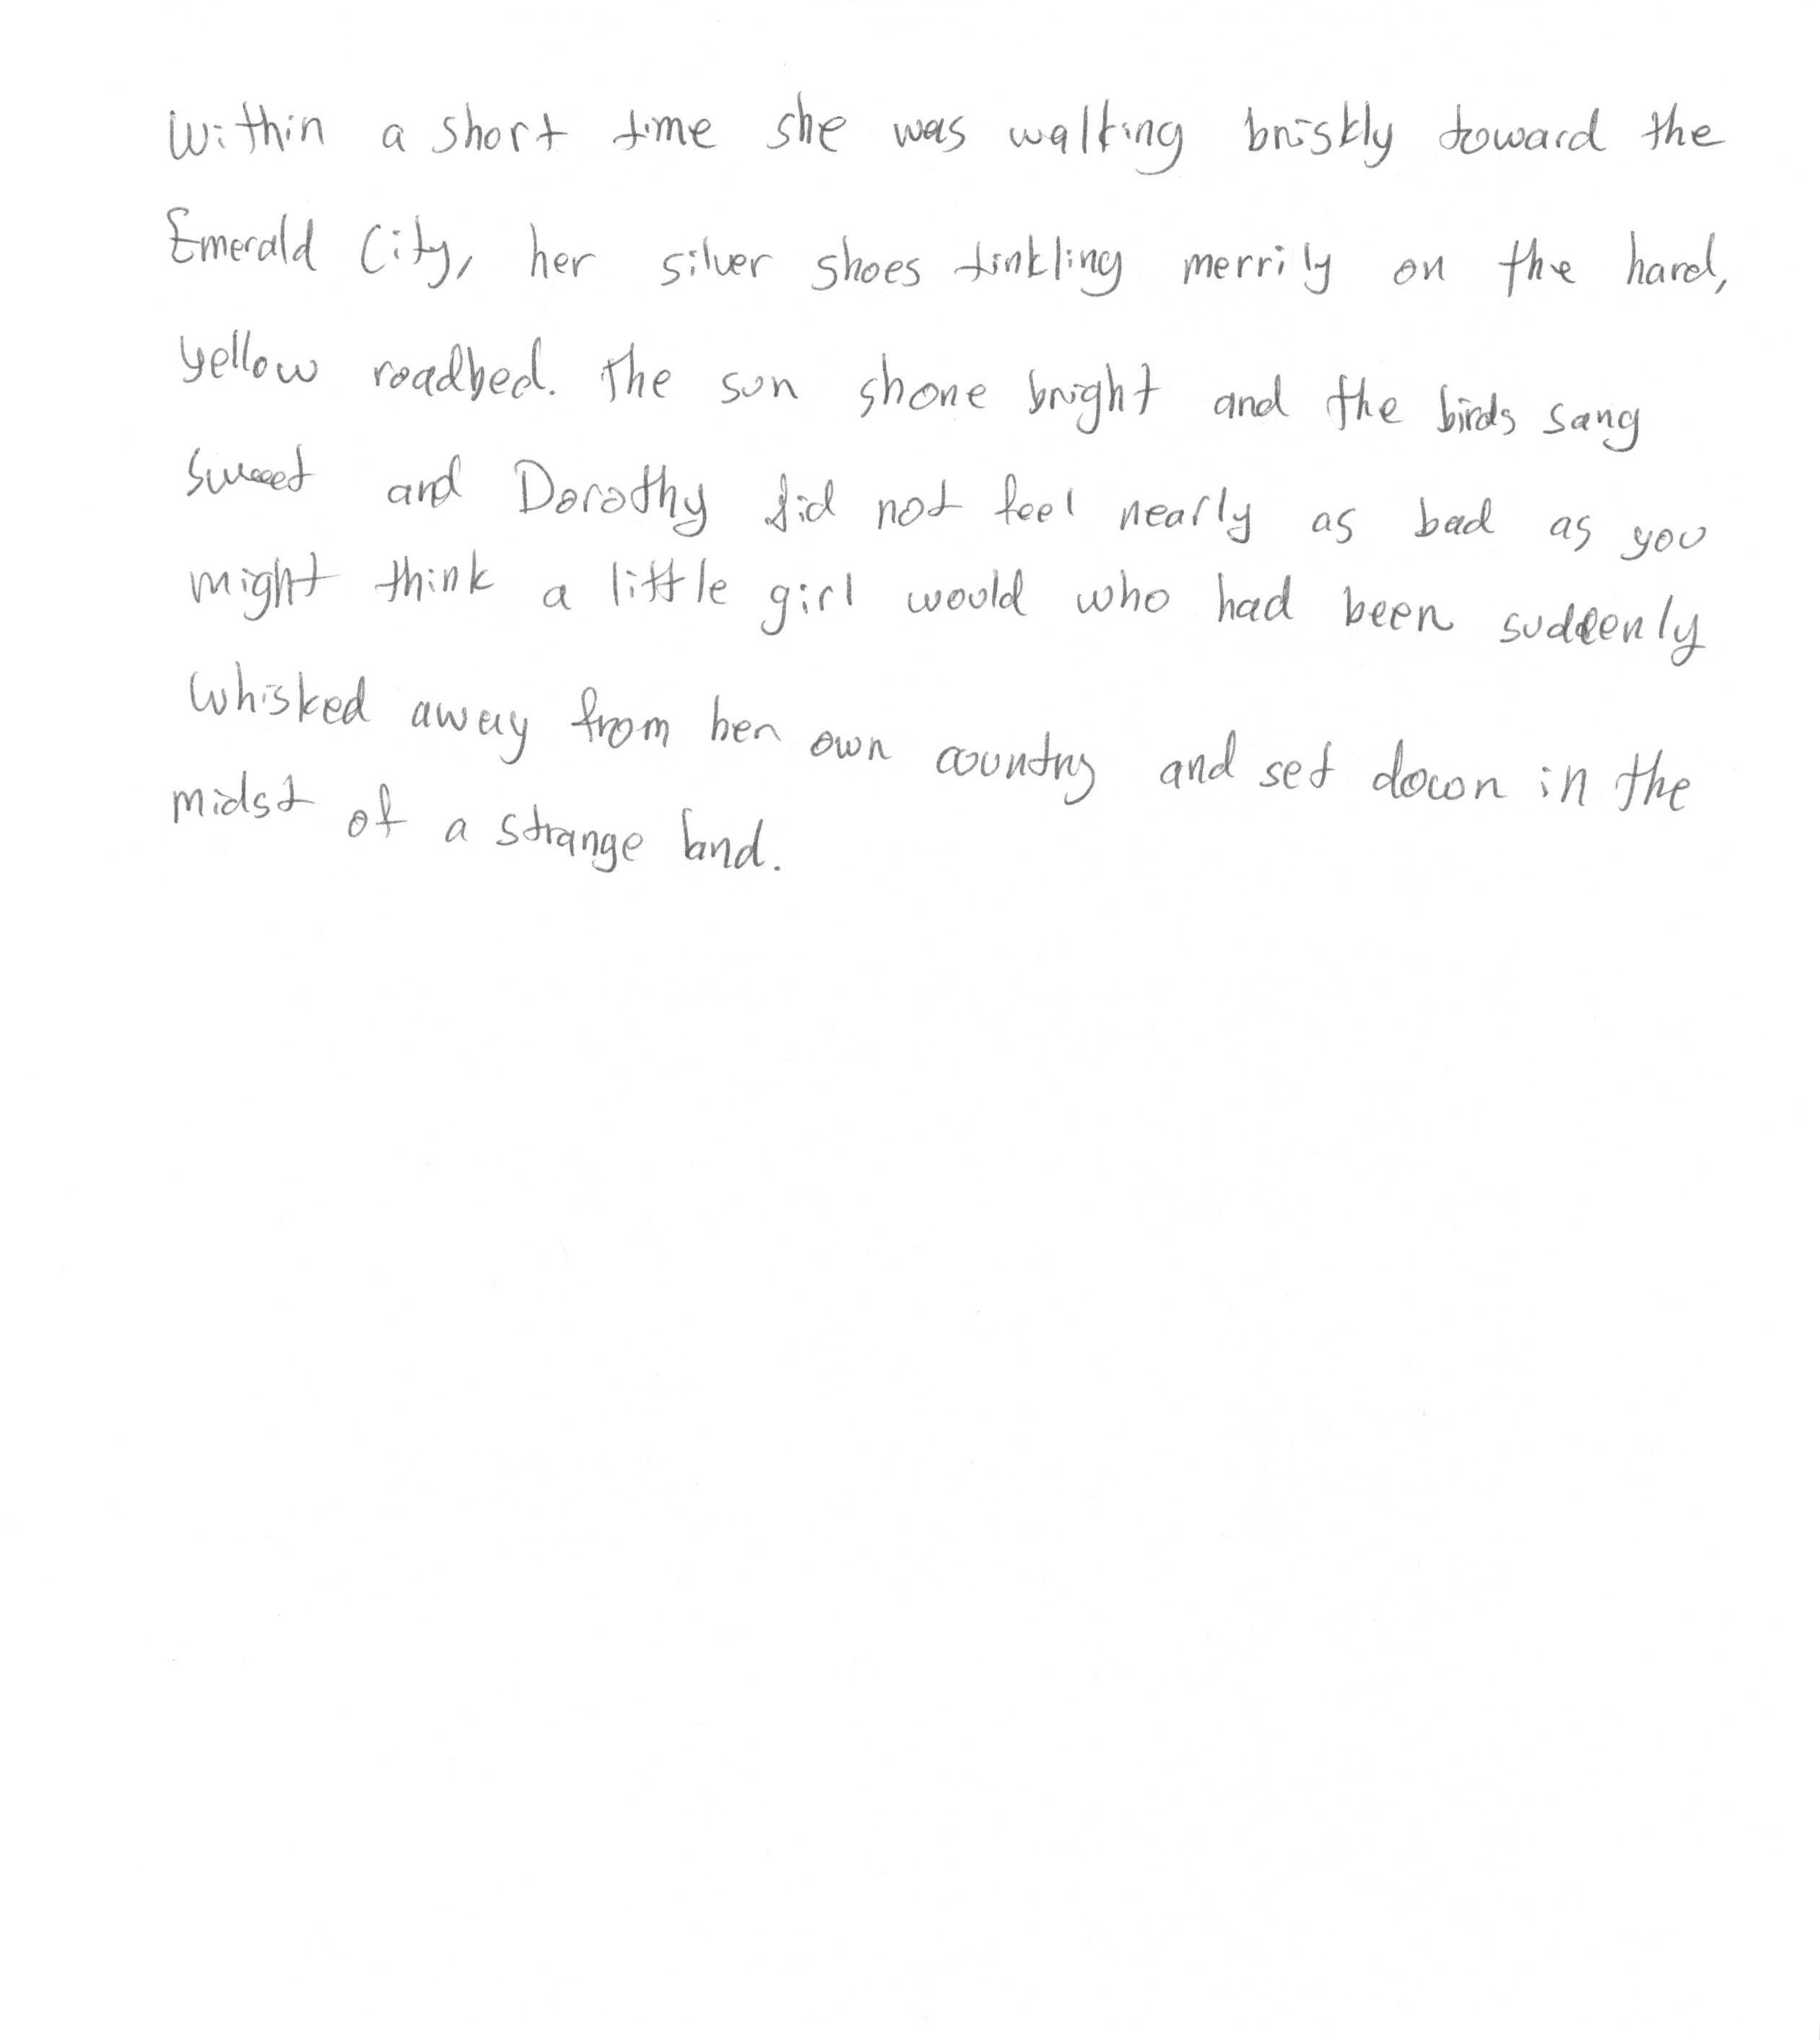 Within a short time she was walking briskly toward the
Emerald City, her silver shoes tinkling merrily on the hard,
yellow roadbed. The sun shone bright and the birds sang
sweet and Dorothy did not feel nearly as bad as you
might think a little girl would who had been suddenly
whisked away from her own country and set down in the
midst of a strange land.